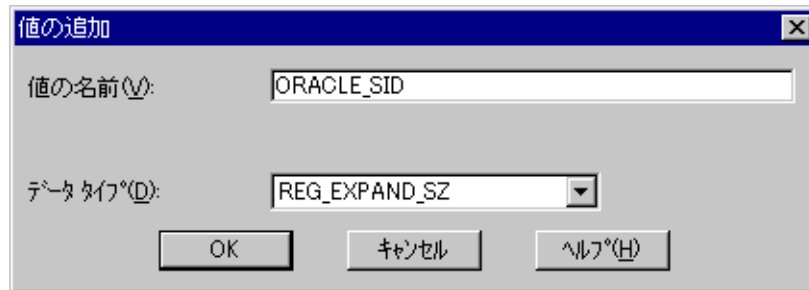 値の追加
値の名前(V): ORACLE_SID
ﾃﾞｰﾀ ﾀｲﾌﾟ(D): REG_EXPAND_SZ
OK ｷｬﾝｾﾙ ﾍﾙﾌﾟ(H)